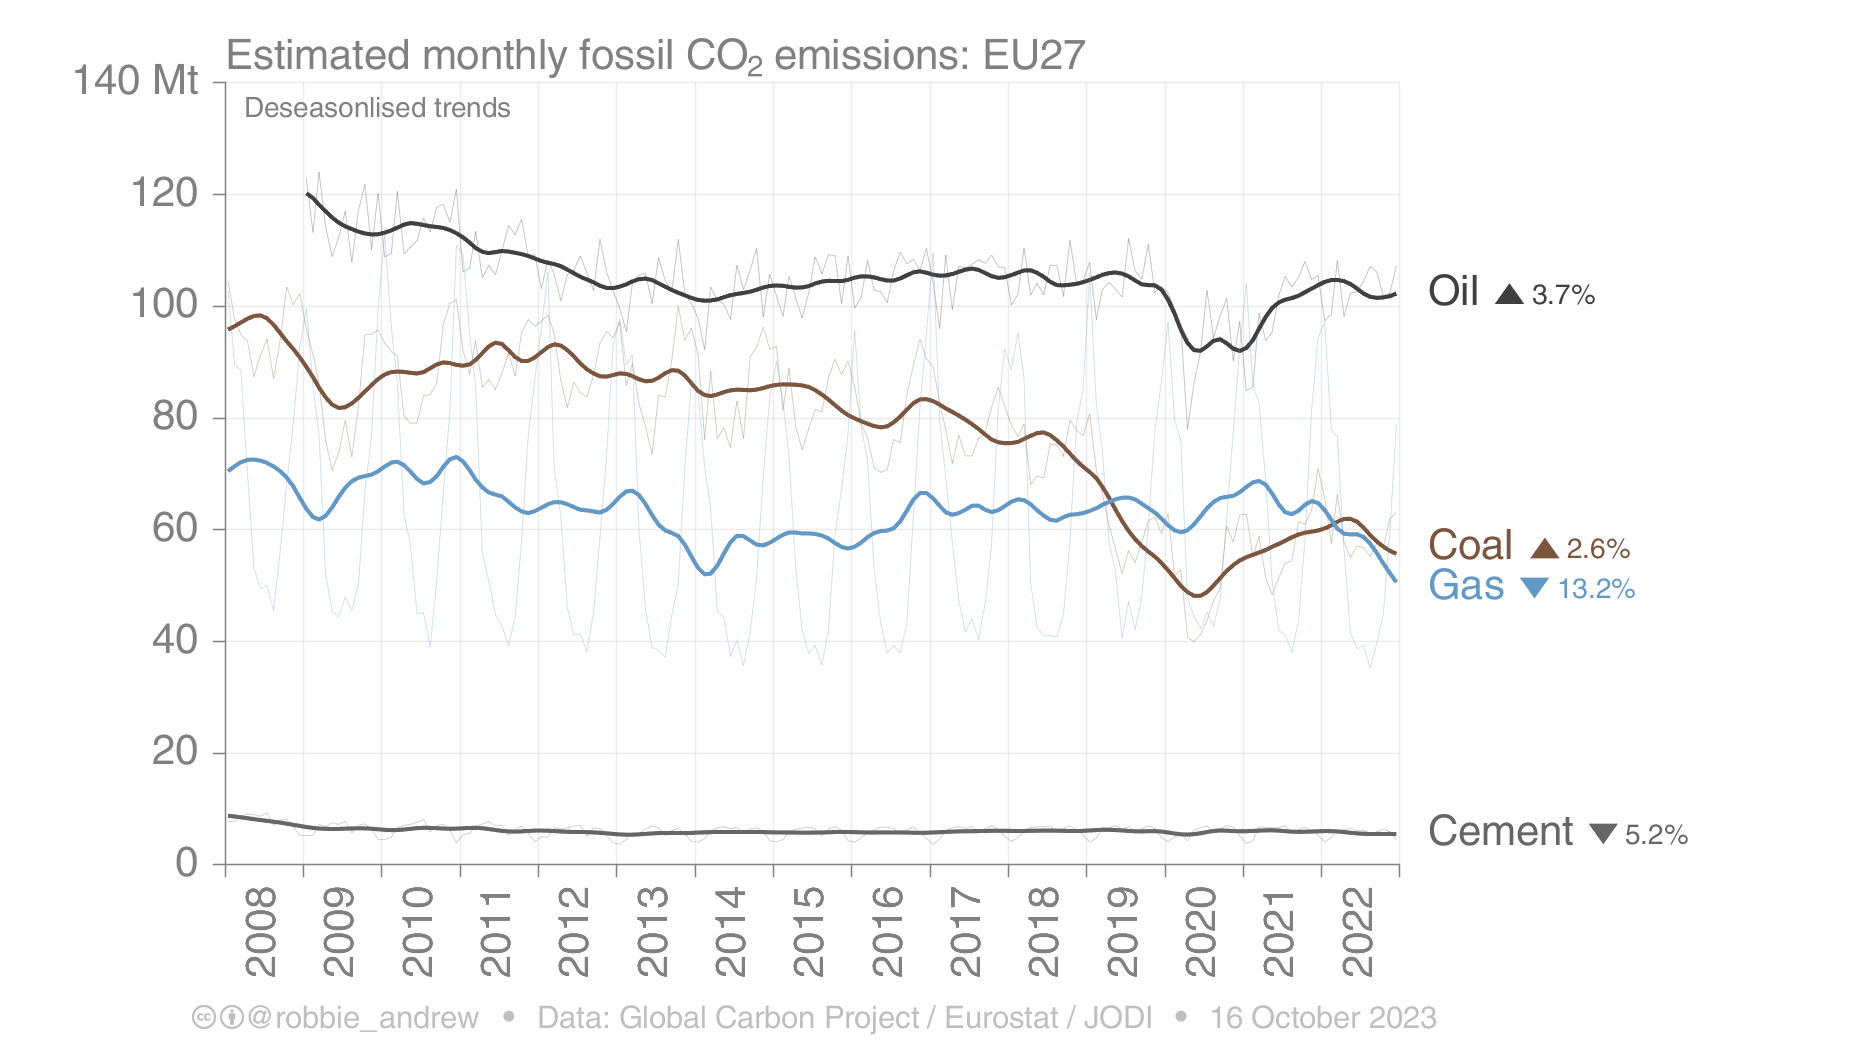 Estimated monthly fossil CO₂ emissions: EU27
140 Mt
Deseasonlised trends
120
100
80
60
40
20
0
Oil ▲ 3.7%
Coal ▲ 2.6%
Gas ▼ 13.2%
Cement ▼ 5.2%
2008 2009 2010 2011 2012 2013 2014 2015 2016 2017 2018 2019 2020 2021 2022
@robbie_andrew • Data: Global Carbon Project / Eurostat / JODI • 16 October 2023